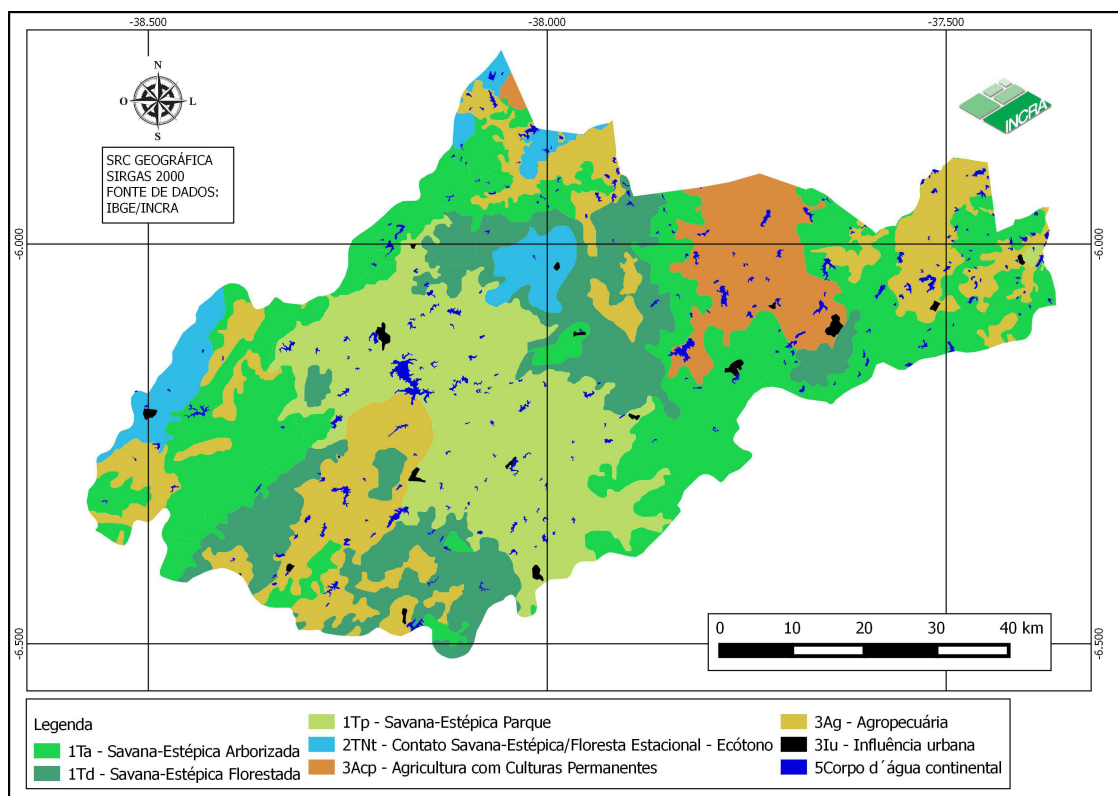 -38.500
-38.000
-37.500
N
O
L
S
INCRA
SRC GEOGRÁFICA
SIRGAS 2000
FONTE DE DADOS:
IBGE/INCRA
-6.000
-6.000
-6.500
-6.500
0 10 20 30 40 km
Legenda
1Ta - Savana-Estépica Arborizada
1Td - Savana-Estépica Florestada
1Tp - Savana-Estépica Parque
2TNt - Contato Savana-Estépica/Floresta Estacional - Ecótono
3Acp - Agricultura com Culturas Permanentes
3Ag - Agropecuária
3Iu - Influência urbana
5Corpo d´água continental